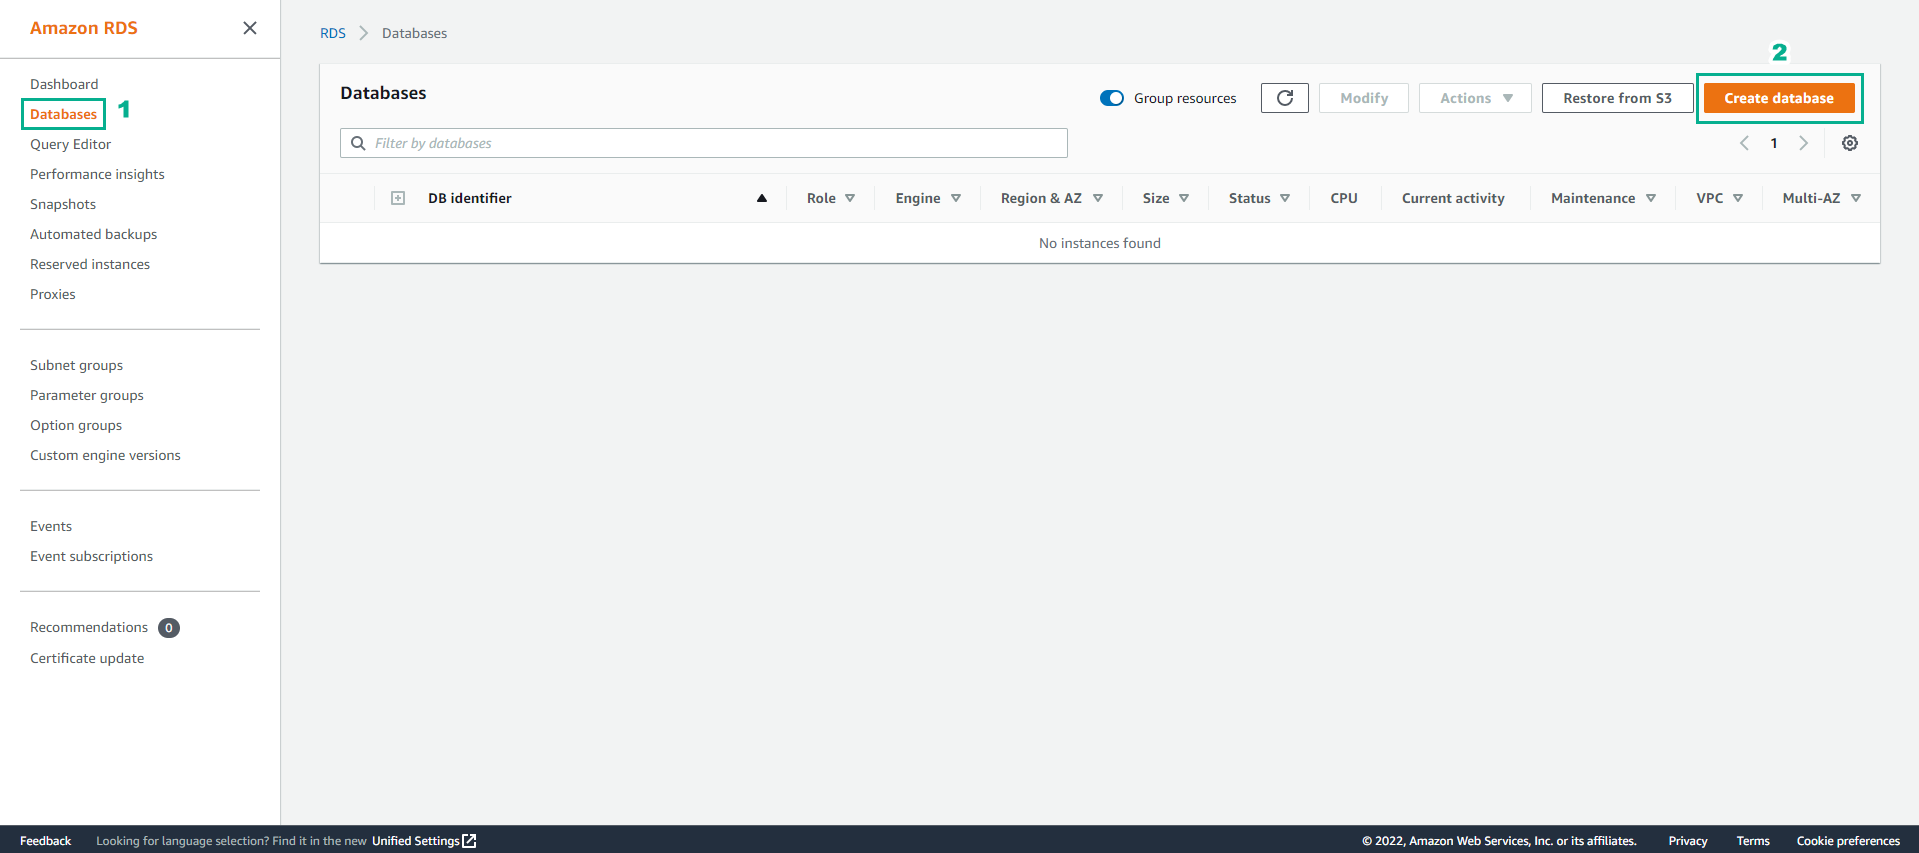 Amazon RDS
Dashboard
Databases 1
Query Editor
Performance insights
Snapshots
Automated backups
Reserved instances
Proxies
Subnet groups
Parameter groups
Option groups
Custom engine versions
Events
Event subscriptions
Recommendations 0
Certificate update
RDS Databases
2
Databases Group resources Modify Actions Restore from S3 Create database
Filter by databases 1
DB identifier Role Engine Region & AZ Size Status CPU Current activity Maintenance VPC Multi-AZ
No instances found
Feedback Looking for language selection? Find it in the new Unified Settings © 2022, Amazon Web Services, Inc. or its affiliates. Privacy Terms Cookie preferences